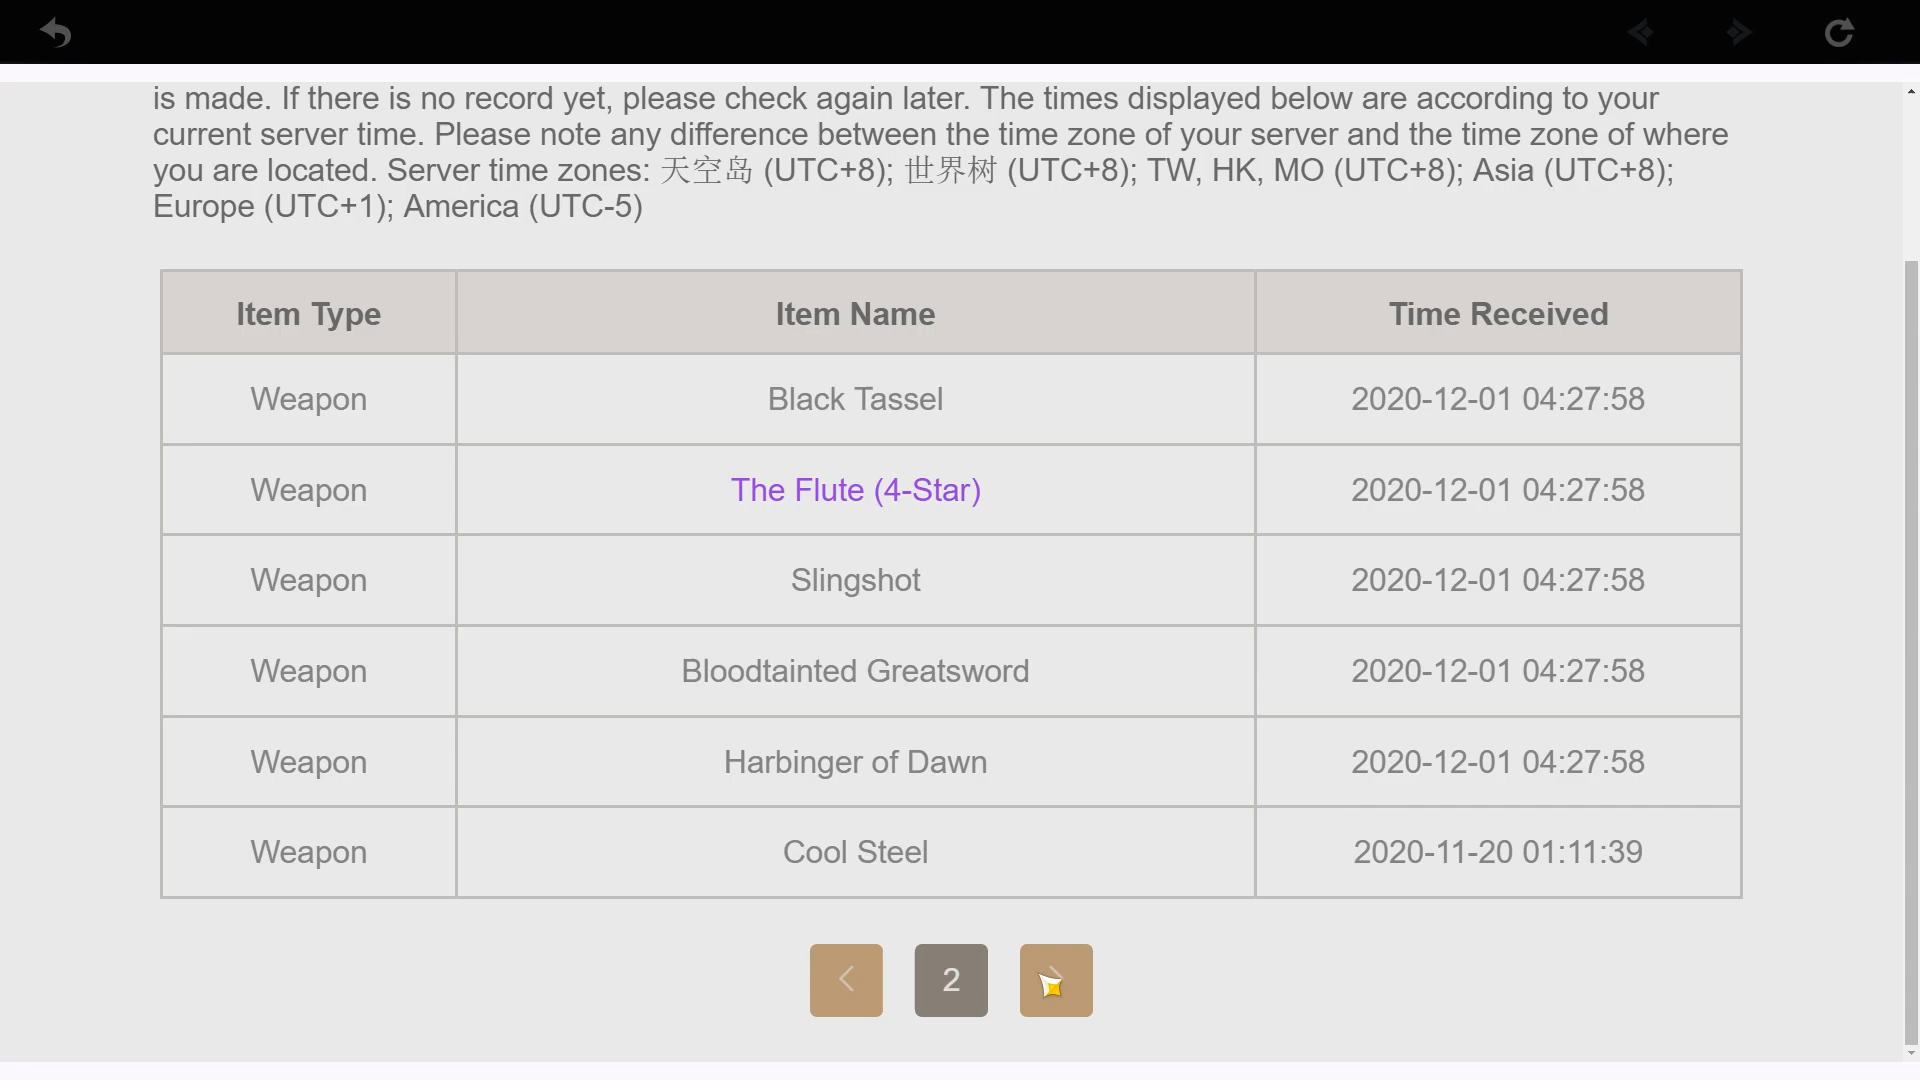 is made. If there is no record yet, please check again later. The times displayed below are according to your
current server time. Please note any difference between the time zone of your server and the time zone of where
you are located. Server time zones: 天空岛 (UTC+8); 世界树 (UTC+8); TW, HK, MO (UTC+8); Asia (UTC+8);
Europe (UTC+1); America (UTC-5)
Item Type Item Name Time Received
Weapon Black Tassel 2020-12-01 04:27:58
Weapon The Flute (4-Star) 2020-12-01 04:27:58
Weapon Slingshot 2020-12-01 04:27:58
Weapon Bloodtainted Greatsword 2020-12-01 04:27:58
Weapon Harbinger of Dawn 2020-12-01 04:27:58
Weapon Cool Steel 2020-11-20 01:11:39
2